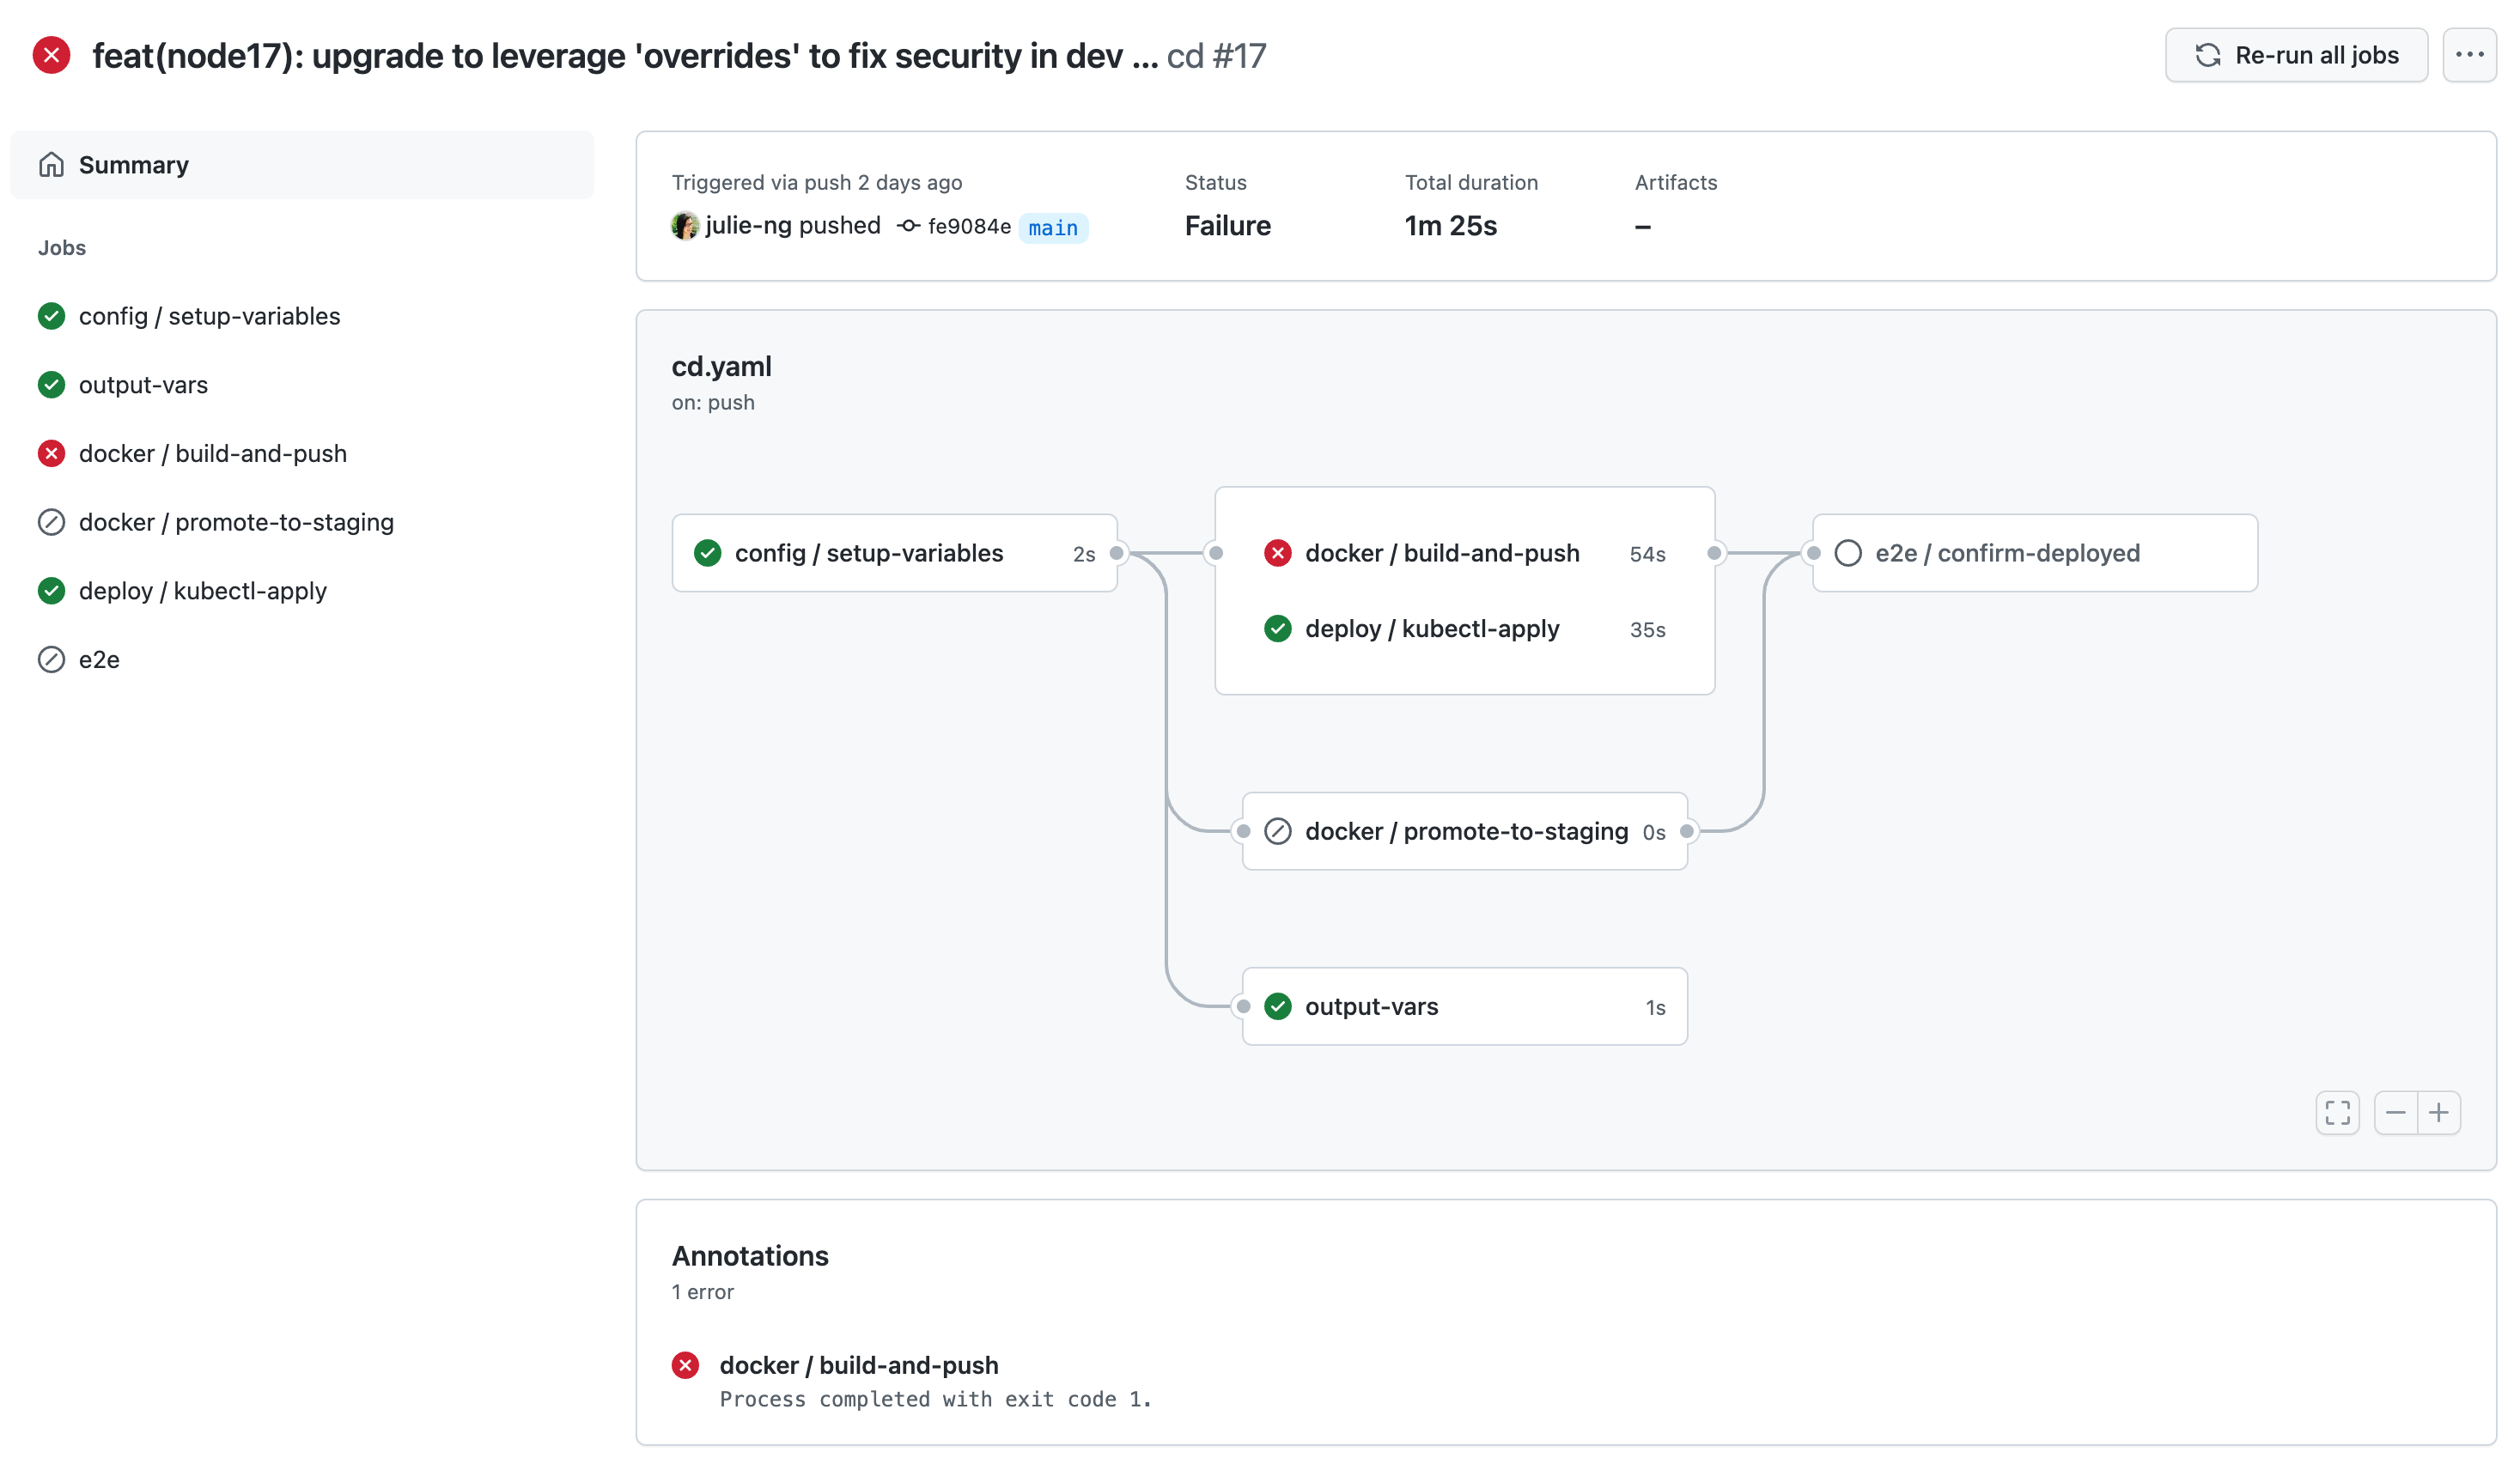 feat(node17): upgrade to leverage 'overrides' to fix security in dev ... cd #17
Re-run all jobs
Summary
Jobs
config / setup-variables
output-vars
docker / build-and-push
docker / promote-to-staging
deploy / kubectl-apply
e2e
Triggered via push 2 days ago
julie-ng pushed fe9084e main
Status
Failure
Total duration
1m 25s
Artifacts
–
cd.yaml
on: push
config / setup-variables 2s
docker / build-and-push 54s
deploy / kubectl-apply 35s
e2e / confirm-deployed
docker / promote-to-staging 0s
output-vars 1s
Annotations
1 error
docker / build-and-push
Process completed with exit code 1.